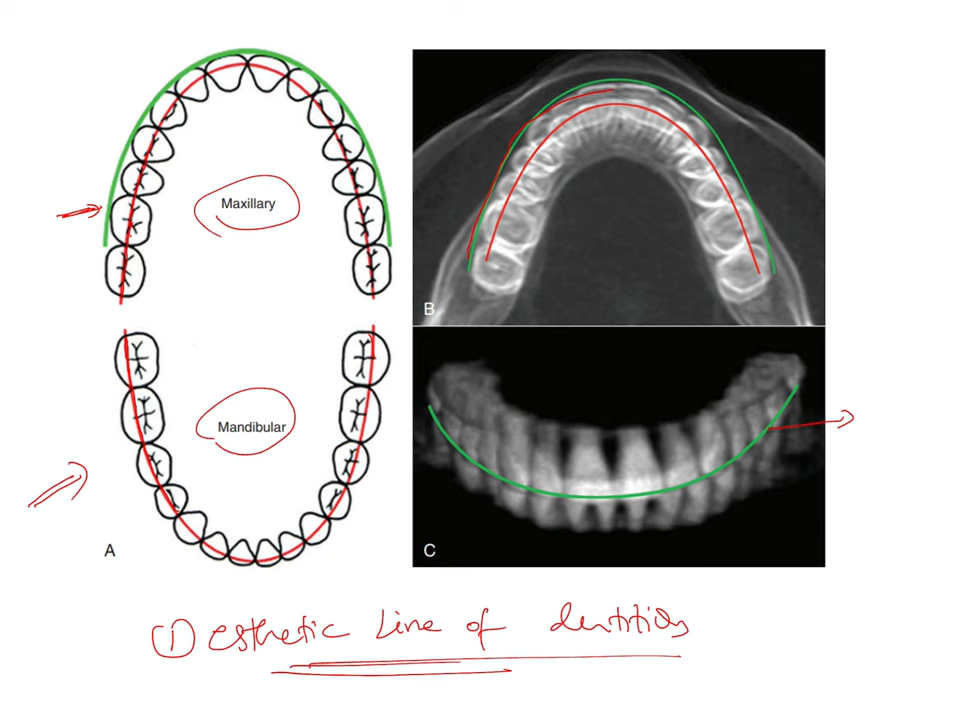 Maxillary
B
Mandibular
A
C
① esthetic Line of dentition